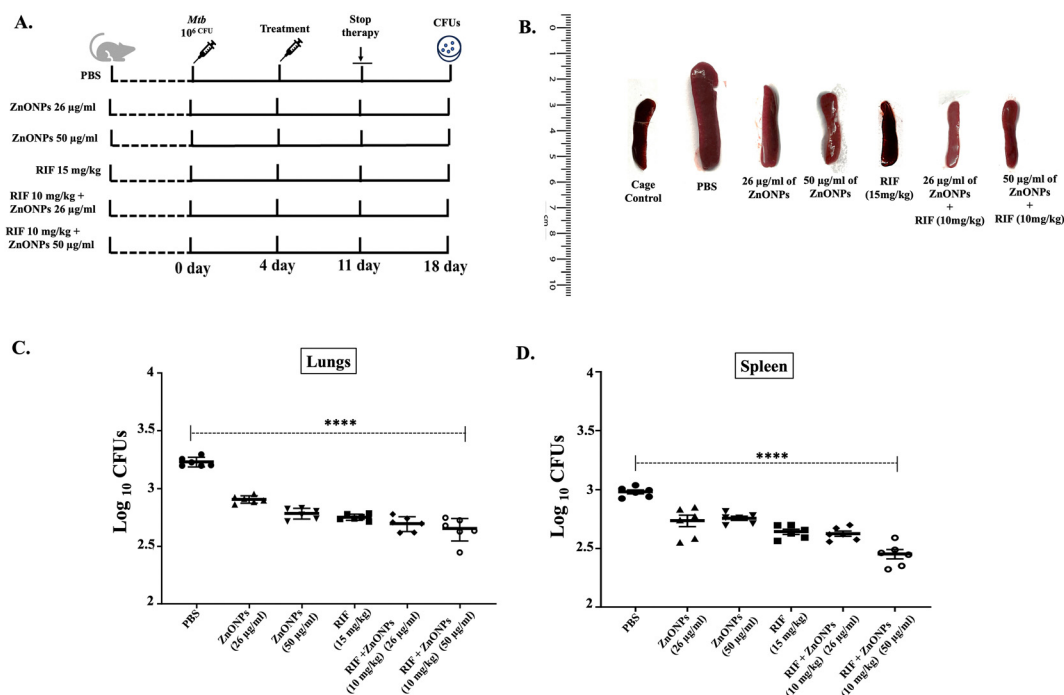 A.
Mtb
10⁶ CFU
Treatment
Stop
therapy
CFUs
PBS
ZnONPs 26 µg/ml
ZnONPs 50 µg/ml
RIF 15 mg/kg
RIF 10 mg/kg +
ZnONPs 26 µg/ml
RIF 10 mg/kg +
ZnONPs 50 µg/ml
0 day
4 day
11 day
18 day
B.
0
1
2
3
4
5
6
7
8
9
10
cm
Cage
Control
PBS
26 µg/ml of
ZnONPs
50 µg/ml of
ZnONPs
RIF
(15mg/kg)
26 µg/ml of
ZnONPs
+
RIF (10mg/kg)
50 µg/ml of
ZnONPs
+
RIF (10mg/kg)
C.
Lungs
Log 10 CFUs
4
3.5
3
2.5
2
****
PBS
ZnONPs
(26 µg/ml)
ZnONPs
(50 µg/ml)
RIF
(15 mg/kg)
RIF +ZnONPs
(10 mg/kg) (26 µg/ml)
RIF + ZnONPs
(10 mg/kg) (50 µg/ml)
D.
Spleen
Log 10 CFUs
4
3.5
3
2.5
2
****
PBS
ZnONPs
(26 µg/ml)
ZnONPs
(50 µg/ml)
RIF
(15 mg/kg)
RIF + ZnONPs
(10 mg/kg) (26 µg/ml)
RIF + ZnONPs
(10 mg/kg) (50 µg/ml)